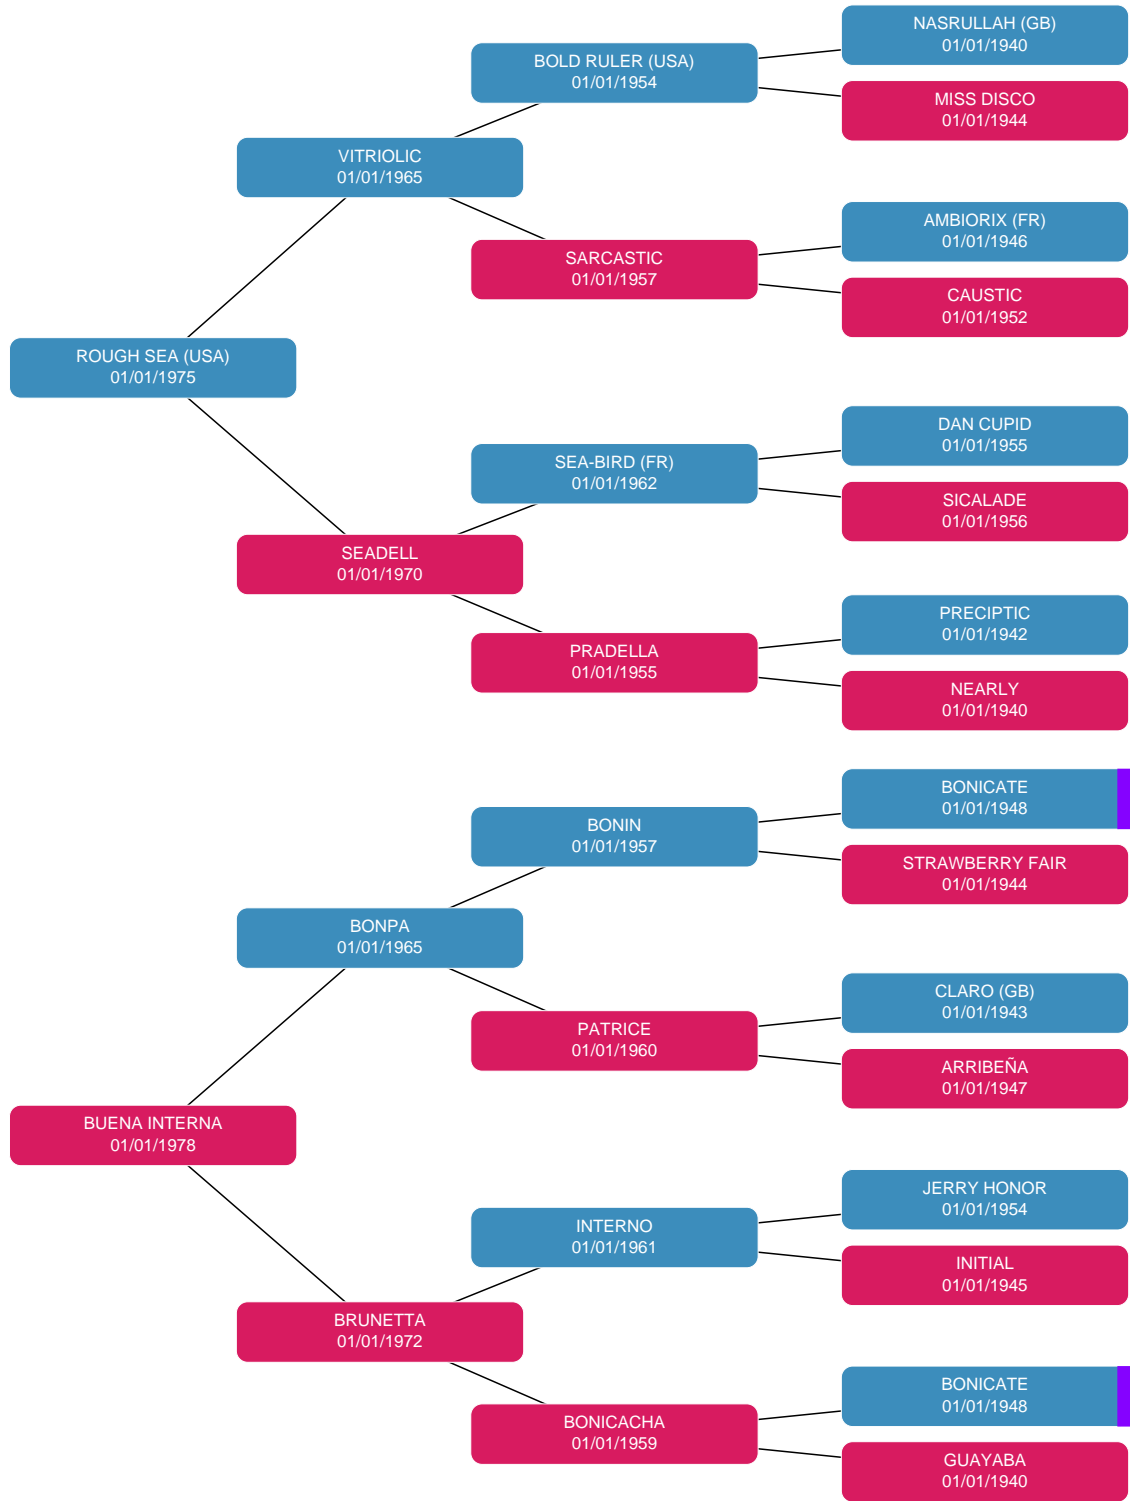 NASRULLAH (GB)
01/01/1940
BOLD RULER (USA)
01/01/1954
MISS DISCO
01/01/1944
VITRIOLIC
01/01/1965
AMBIORIX (FR)
01/01/1946
SARCASTIC
01/01/1957
CAUSTIC
01/01/1952
ROUGH SEA (USA)
01/01/1975
DAN CUPID
01/01/1955
SEA-BIRD (FR)
01/01/1962
SICALADE
01/01/1956
SEADELL
01/01/1970
PRECIPTIC
01/01/1942
PRADELLA
01/01/1955
NEARLY
01/01/1940
BONICATE
01/01/1948
BONIN
01/01/1957
STRAWBERRY FAIR
01/01/1944
BONPA
01/01/1965
CLARO (GB)
01/01/1943
PATRICE
01/01/1960
ARRIBEÑA
01/01/1947
BUENA INTERNA
01/01/1978
JERRY HONOR
01/01/1954
INTERNO
01/01/1961
INITIAL
01/01/1945
BRUNETTA
01/01/1972
BONICATE
01/01/1948
BONICACHA
01/01/1959
GUAYABA
01/01/1940